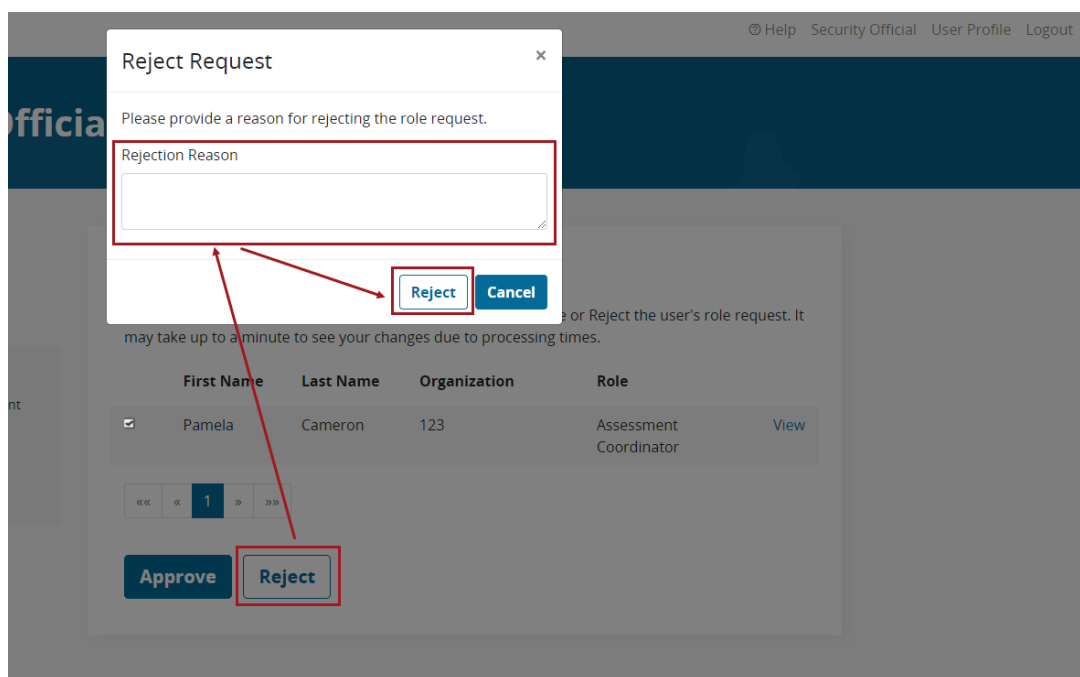 Help Security Official User Profile Logout
Reject Request ×
Officia
Please provide a reason for rejecting the role request.
Rejection Reason
Reject Cancel
or Reject the user's role request. It
may take up to a minute to see your changes due to processing times.
First Name Last Name Organization Role
nt
Pamela Cameron 123 Assessment View
Coordinator
«« « 1 » »»
Approve Reject